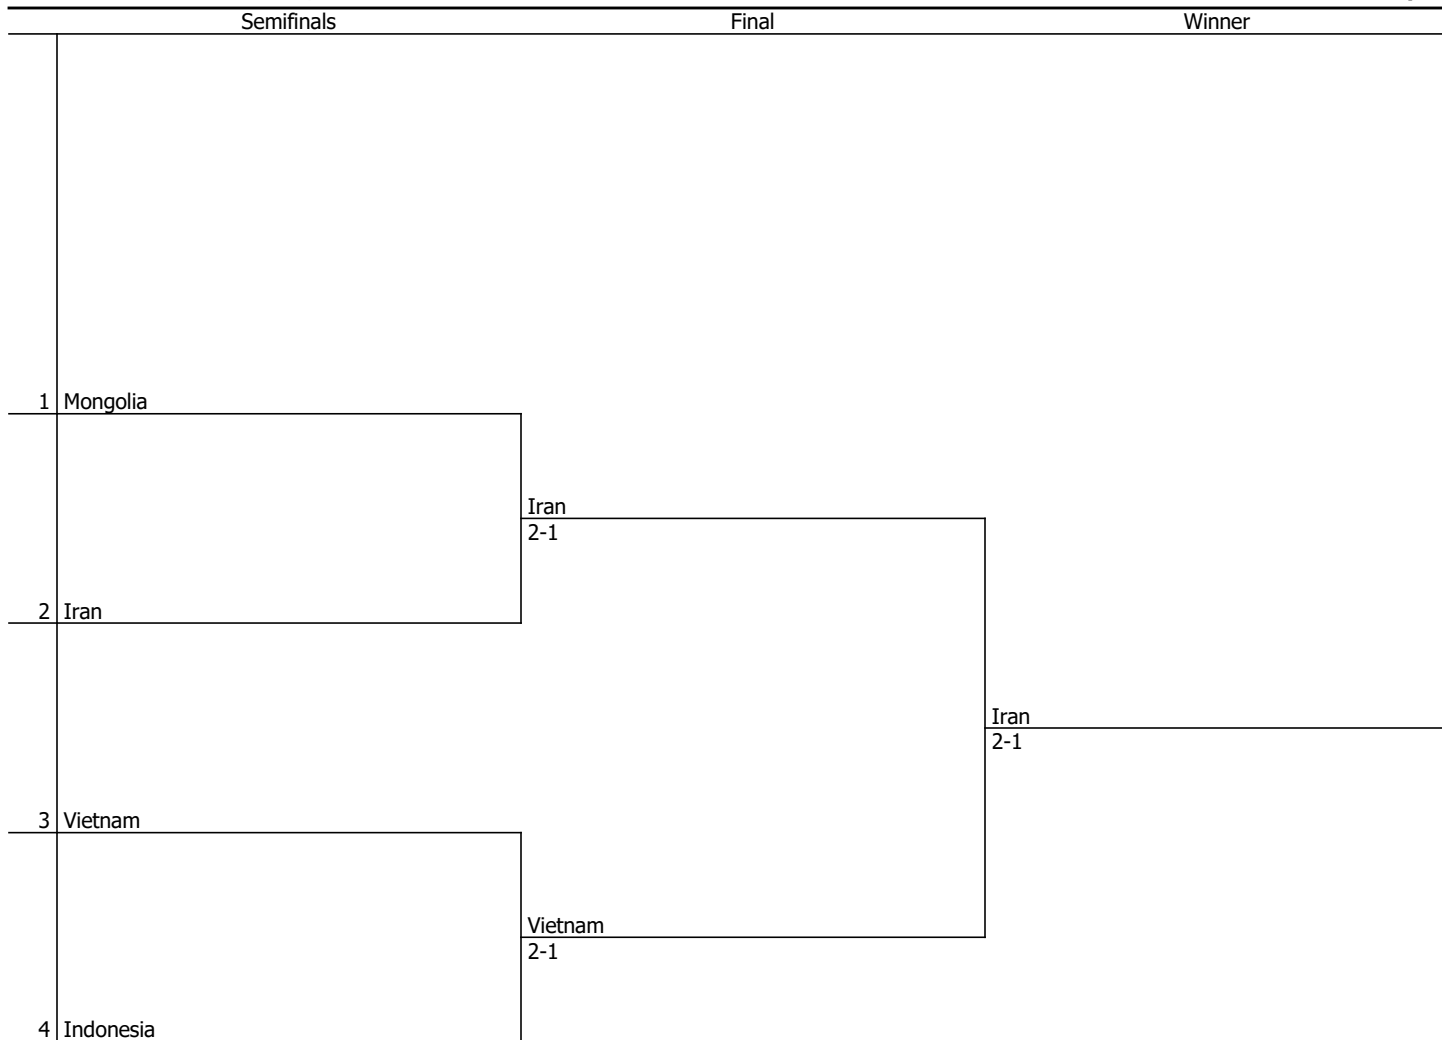 Semifinals Final Winner
1 Mongolia
Iran
2-1
2 Iran
Iran
2-1
3 Vietnam
Vietnam
2-1
4 Indonesia